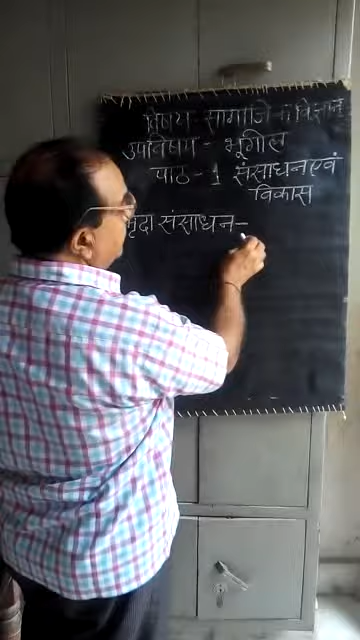 विषय सामाजिक विज्ञान
उपविषय - भूगोल
पाठ - 1 संसाधन एवं
विकास
मृदा संसाधन -